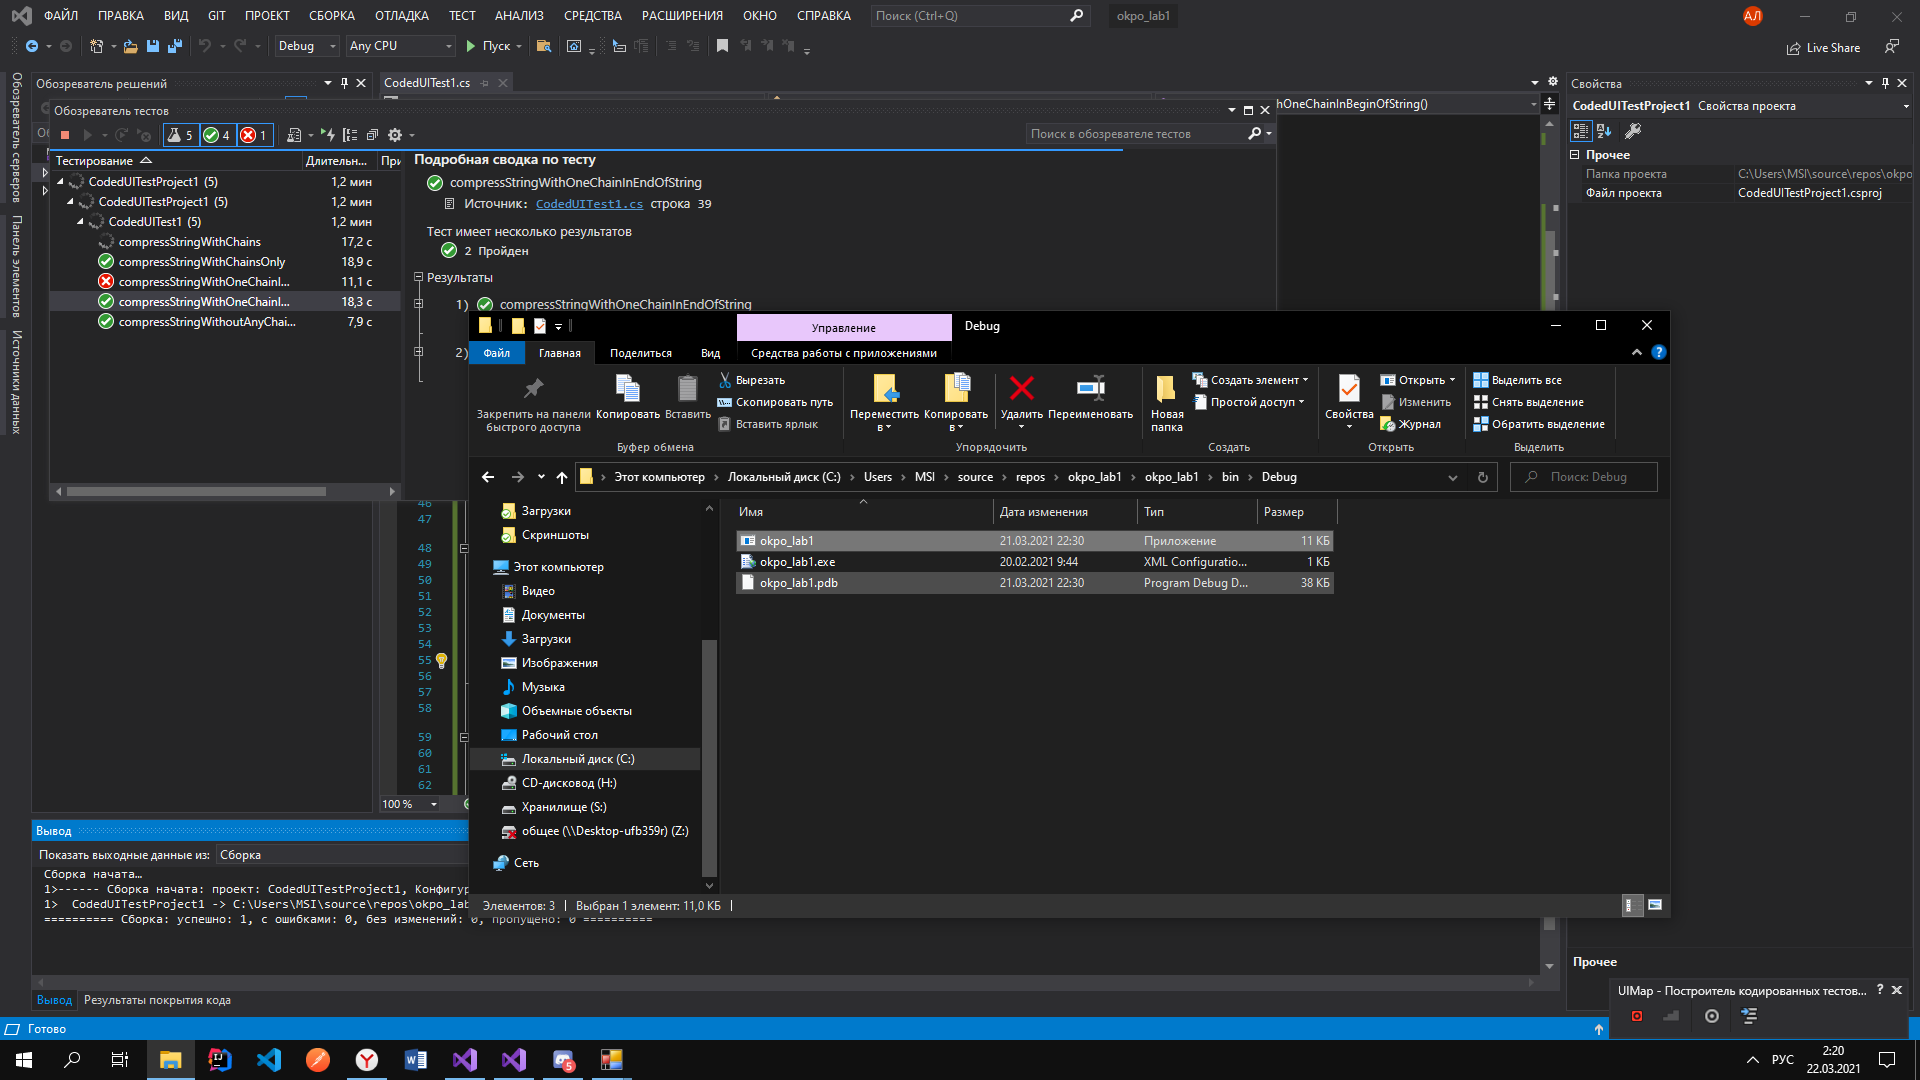 ФАЙЛ ПРАВКА ВИД GIT ПРОЕКТ СБОРКА ОТЛАДКА ТЕСТ АНАЛИЗ СРЕДСТВА РАСШИРЕНИЯ ОКНО СПРАВКА Поиск (Ctrl+Q) okpo_lab1 АЛ
Debug Any CPU Пуск Live Share
Обозреватель серверов
Панель элементов
Источники данных
Обозреватель решений
CodedUITest1.cs
hOneChainInBeginOfString()
Обозреватель тестов
5 4 1
Поиск в обозревателе тестов
Тестирование Длительн... При
CodedUITestProject1 (5) 1,2 мин
CodedUITestProject1 (5) 1,2 мин
CodedUITest1 (5) 1,2 мин
compressStringWithChains 17,2 с
compressStringWithChainsOnly 18,9 с
compressStringWithOneChainI... 11,1 с
compressStringWithOneChainI... 18,3 с
compressStringWithoutAnyChai... 7,9 с
Подробная сводка по тесту
compressStringWithOneChainInEndOfString
Источник: CodedUITest1.cs строка 39
Тест имеет несколько результатов
2 Пройден
Результаты
1) compressStringWithOneChainInEndOfString
2)
46
47
48
49
50
51
52
53
54
55
56
57
58
59
60
61
62
100 %
Свойства
CodedUITestProject1 Свойства проекта
Прочее
Папка проекта C:\Users\MSI\source\repos\okpo
Файл проекта CodedUITestProject1.csproj
Прочее
Управление Debug
Файл Главная Поделиться Вид Средства работы с приложениями
Закрепить на панели быстрого доступа
Копировать
Вставить
Вырезать
Скопировать путь
Вставить ярлык
Буфер обмена
Переместить в
Копировать в
Удалить
Переименовать
Упорядочить
Новая папка
Создать элемент
Простой доступ
Создать
Свойства
Открыть
Изменить
Журнал
Открыть
Выделить все
Снять выделение
Обратить выделение
Выделить
Этот компьютер Локальный диск (C:) Users MSI source repos okpo_lab1 okpo_lab1 bin Debug
Поиск: Debug
Загрузки
Скриншоты
Этот компьютер
Видео
Документы
Загрузки
Изображения
Музыка
Объемные объекты
Рабочий стол
Локальный диск (C:)
CD-дисковод (H:)
Хранилище (S:)
общее (\\Desktop-ufb359r) (Z:)
Сеть
Имя Дата изменения Тип Размер
okpo_lab1 21.03.2021 22:30 Приложение 11 КБ
okpo_lab1.exe 20.02.2021 9:44 XML Configuratio... 1 КБ
okpo_lab1.pdb 21.03.2021 22:30 Program Debug D... 38 КБ
Элементов: 3 Выбран 1 элемент: 11,0 КБ
Вывод
Показать выходные данные из: Сборка
Сборка начата…
1>------ Сборка начата: проект: CodedUITestProject1, Конфигур
1> CodedUITestProject1 -> C:\Users\MSI\source\repos\okpo_lab
========== Сборка: успешно: 1, с ошибками: 0, без изменений: 0, пропущено: 0 ==========
Вывод Результаты покрытия кода
UIMap - Построитель кодированных тестов... ?
Готово
5
РУС
2:20
22.03.2021